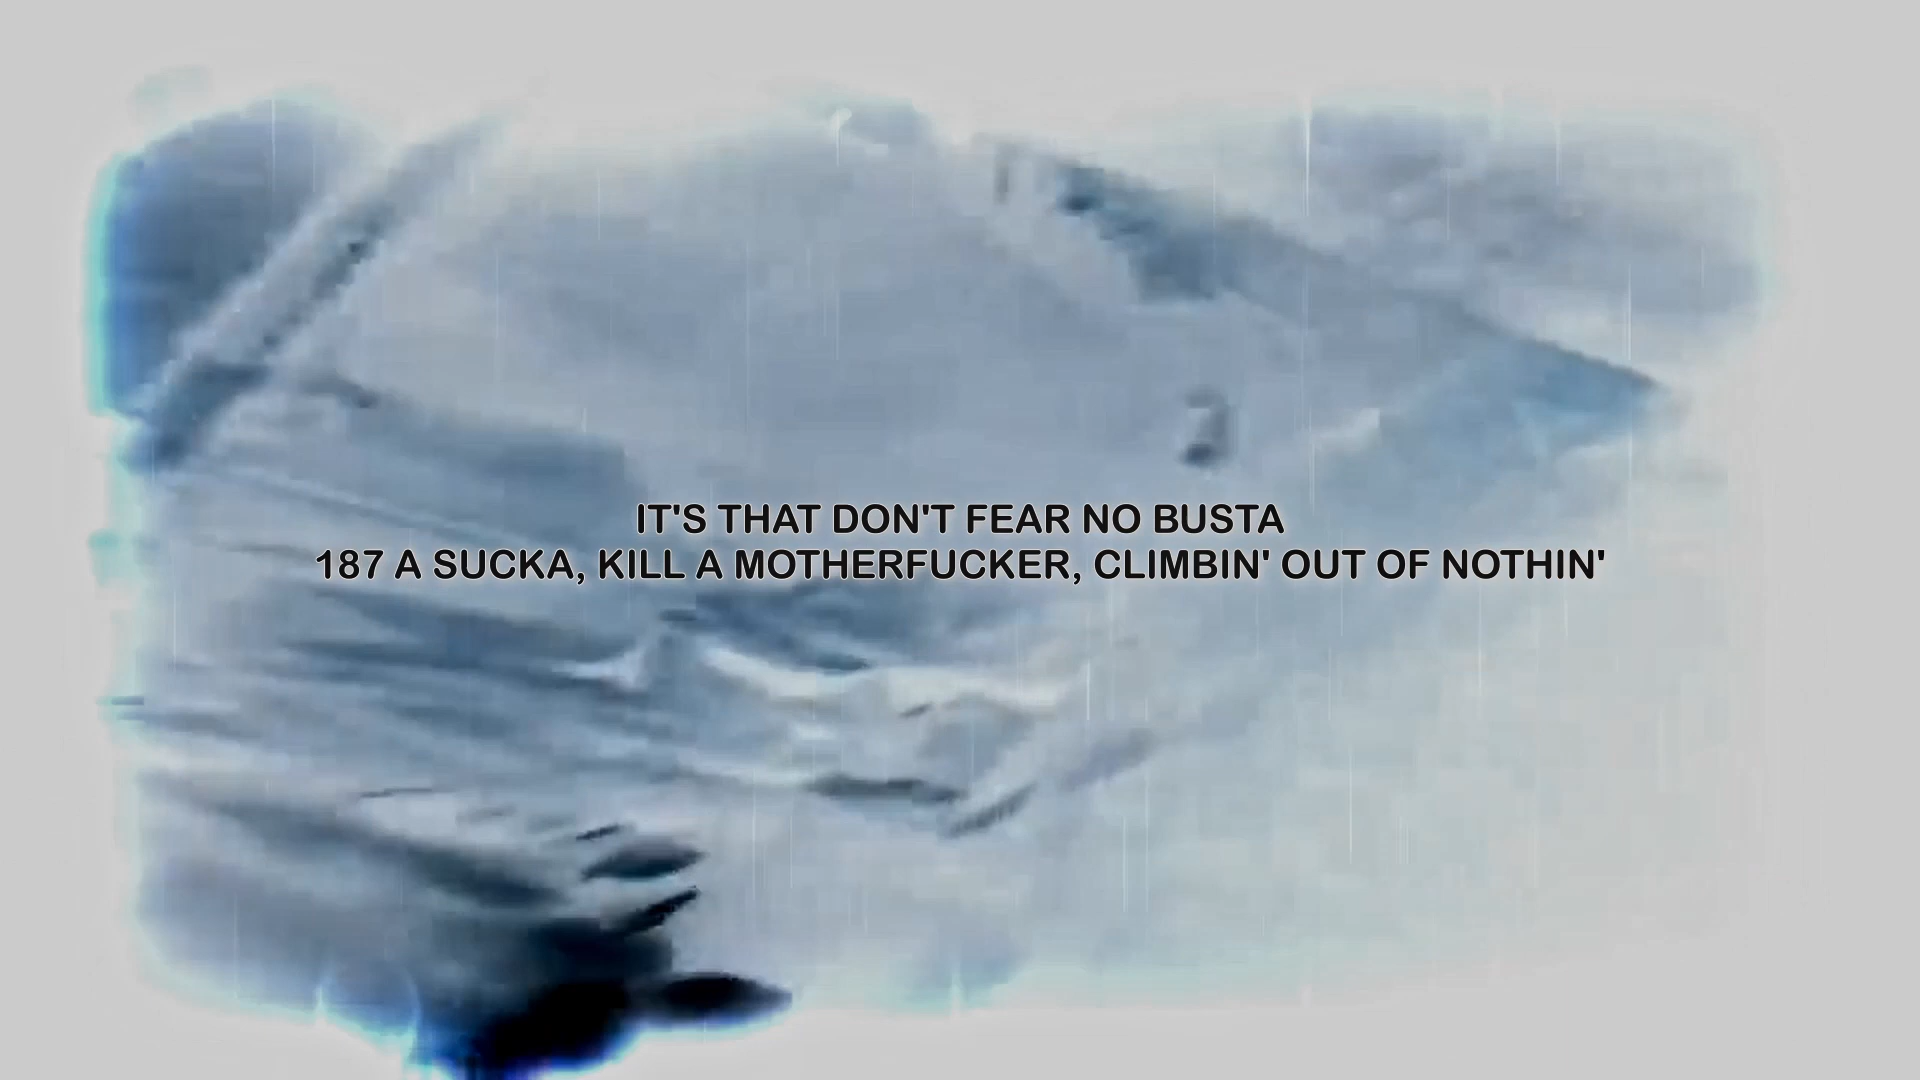 IT'S THAT DON'T FEAR NO BUSTA
187 A SUCKA, KILL A MOTHERFUCKER, CLIMBIN' OUT OF NOTHIN'